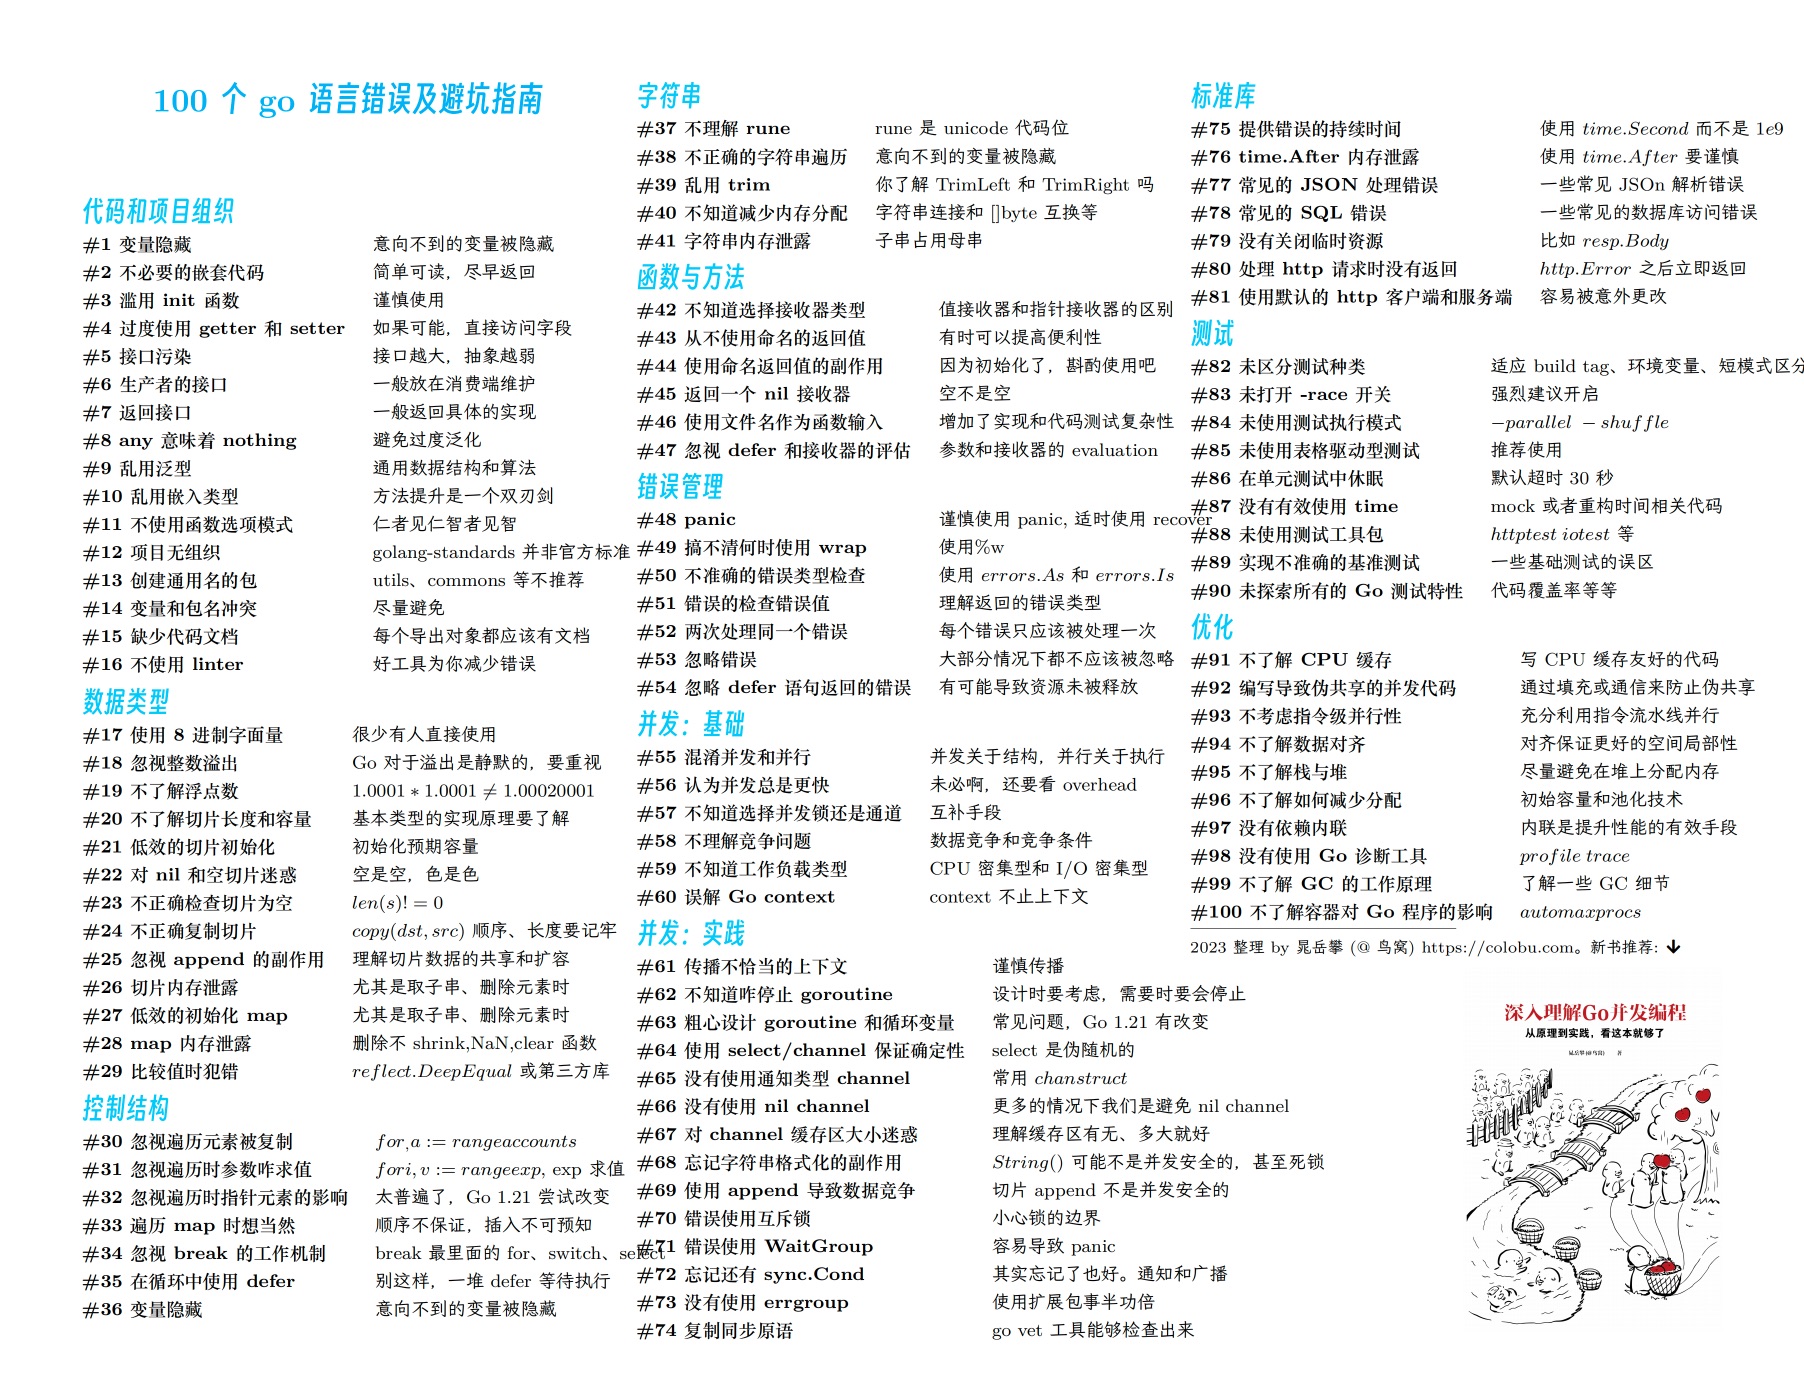 100 个 go 语言错误及避坑指南
代码和项目组织
#1 变量隐藏 意向不到的变量被隐藏
#2 不必要的嵌套代码 简单可读，尽早返回
#3 滥用 init 函数 谨慎使用
#4 过度使用 getter 和 setter 如果可能，直接访问字段
#5 接口污染 接口越大，抽象越弱
#6 生产者的接口 一般放在消费端维护
#7 返回接口 一般返回具体的实现
#8 any 意味着 nothing 避免过度泛化
#9 乱用泛型 通用数据结构和算法
#10 乱用嵌入类型 方法提升是一个双刃剑
#11 不使用函数选项模式 仁者见仁智者见智
#12 项目无组织 golang-standards 并非官方标准
#13 创建通用名的包 utils、commons 等不推荐
#14 变量和包名冲突 尽量避免
#15 缺少代码文档 每个导出对象都应该有文档
#16 不使用 linter 好工具为你减少错误
数据类型
#17 使用 8 进制字面量 很少有人直接使用
#18 忽视整数溢出 Go 对于溢出是静默的，要重视
#19 不了解浮点数 1.0001 ∗ 1.0001 ≠ 1.00020001
#20 不了解切片长度和容量 基本类型的实现原理要了解
#21 低效的切片初始化 初始化预期容量
#22 对 nil 和空切片迷惑 空是空，色是色
#23 不正确检查切片为空 len(s)! = 0
#24 不正确复制切片 copy(dst, src) 顺序、长度要记牢
#25 忽视 append 的副作用 理解切片数据的共享和扩容
#26 切片内存泄露 尤其是取子串、删除元素时
#27 低效的初始化 map 尤其是取子串、删除元素时
#28 map 内存泄露 删除不 shrink,NaN,clear 函数
#29 比较值时犯错 reflect.DeepEqual 或第三方库
控制结构
#30 忽视遍历元素被复制 for,a := rangeaccounts
#31 忽视遍历时参数咋求值 fori, v := rangeexp, exp 求值
#32 忽视遍历时指针元素的影响 太普遍了，Go 1.21 尝试改变
#33 遍历 map 时想当然 顺序不保证，插入不可预知
#34 忽视 break 的工作机制 break 最里面的 for、switch、select
#35 在循环中使用 defer 别这样，一堆 defer 等待执行
#36 变量隐藏 意向不到的变量被隐藏
字符串
#37 不理解 rune rune 是 unicode 代码位
#38 不正确的字符串遍历 意向不到的变量被隐藏
#39 乱用 trim 你了解 TrimLeft 和 TrimRight 吗
#40 不知道减少内存分配 字符串连接和 []byte 互换等
#41 字符串内存泄露 子串占用母串
函数与方法
#42 不知道选择接收器类型 值接收器和指针接收器的区别
#43 从不使用命名的返回值 有时可以提高便利性
#44 使用命名返回值的副作用 因为初始化了，斟酌使用吧
#45 返回一个 nil 接收器 空不是空
#46 使用文件名作为函数输入 增加了实现和代码测试复杂性
#47 忽视 defer 和接收器的评估 参数和接收器的 evaluation
错误管理
#48 panic 谨慎使用 panic, 适时使用 recover
#49 搞不清何时使用 wrap 使用%w
#50 不准确的错误类型检查 使用 errors.As 和 errors.Is
#51 错误的检查错误值 理解返回的错误类型
#52 两次处理同一个错误 每个错误只应该被处理一次
#53 忽略错误 大部分情况下都不应该被忽略
#54 忽略 defer 语句返回的错误 有可能导致资源未被释放
并发：基础
#55 混淆并发和并行 并发关于结构，并行关于执行
#56 认为并发总是更快 未必啊，还要看 overhead
#57 不知道选择并发锁还是通道 互补手段
#58 不理解竞争问题 数据竞争和竞争条件
#59 不知道工作负载类型 CPU 密集型和 I/O 密集型
#60 误解 Go context context 不止上下文
并发：实践
#61 传播不恰当的上下文 谨慎传播
#62 不知道咋停止 goroutine 设计时要考虑，需要时要会停止
#63 粗心设计 goroutine 和循环变量 常见问题，Go 1.21 有改变
#64 使用 select/channel 保证确定性 select 是伪随机的
#65 没有使用通知类型 channel 常用 chanstruct
#66 没有使用 nil channel 更多的情况下我们是避免 nil channel
#67 对 channel 缓存区大小迷惑 理解缓存区有无、多大就好
#68 忘记字符串格式化的副作用 String() 可能不是并发安全的，甚至死锁
#69 使用 append 导致数据竞争 切片 append 不是并发安全的
#70 错误使用互斥锁 小心锁的边界
#71 错误使用 WaitGroup 容易导致 panic
#72 忘记还有 sync.Cond 其实忘记了也好。通知和广播
#73 没有使用 errgroup 使用扩展包事半功倍
#74 复制同步原语 go vet 工具能够检查出来
标准库
#75 提供错误的持续时间 使用 time.Second 而不是 1e9
#76 time.After 内存泄露 使用 time.After 要谨慎
#77 常见的 JSON 处理错误 一些常见 JSOn 解析错误
#78 常见的 SQL 错误 一些常见的数据库访问错误
#79 没有关闭临时资源 比如 resp.Body
#80 处理 http 请求时没有返回 http.Error 之后立即返回
#81 使用默认的 http 客户端和服务端 容易被意外更改
测试
#82 未区分测试种类 适应 build tag、环境变量、短模式区分
#83 未打开 -race 开关 强烈建议开启
#84 未使用测试执行模式 −parallel −shuffle
#85 未使用表格驱动型测试 推荐使用
#86 在单元测试中休眠 默认超时 30 秒
#87 没有有效使用 time mock 或者重构时间相关代码
#88 未使用测试工具包 httptest iotest 等
#89 实现不准确的基准测试 一些基础测试的误区
#90 未探索所有的 Go 测试特性 代码覆盖率等等
优化
#91 不了解 CPU 缓存 写 CPU 缓存友好的代码
#92 编写导致伪共享的并发代码 通过填充或通信来防止伪共享
#93 不考虑指令级并行性 充分利用指令流水线并行
#94 不了解数据对齐 对齐保证更好的空间局部性
#95 不了解栈与堆 尽量避免在堆上分配内存
#96 不了解如何减少分配 初始容量和池化技术
#97 没有依赖内联 内联是提升性能的有效手段
#98 没有使用 Go 诊断工具 profile trace
#99 不了解 GC 的工作原理 了解一些 GC 细节
#100 不了解容器对 Go 程序的影响 automaxprocs
2023 整理 by 晁岳攀 (@ 鸟窝) https://colobu.com。新书推荐: ↓
深入理解Go并发编程
从原理到实践，看这本就够了
晁岳攀(@鸟窝) 著